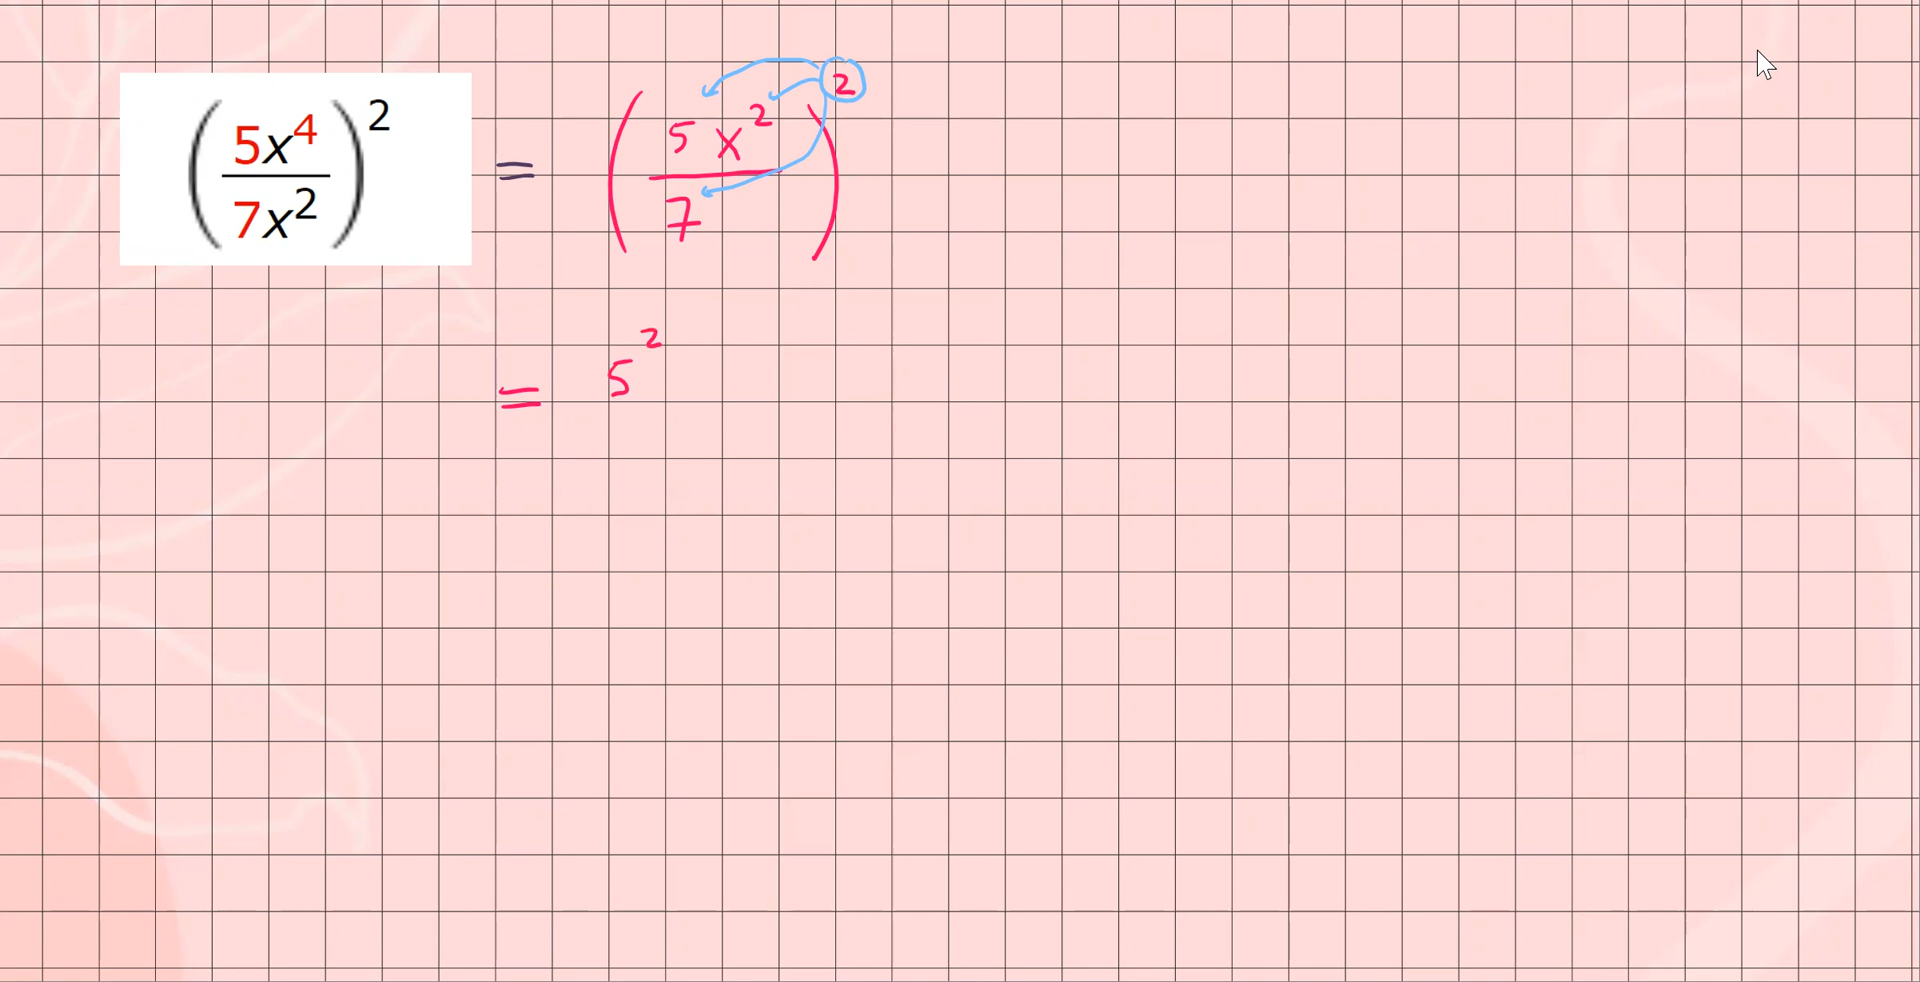 (5x⁴/7x²)² = (5x²/7)²
= 5²